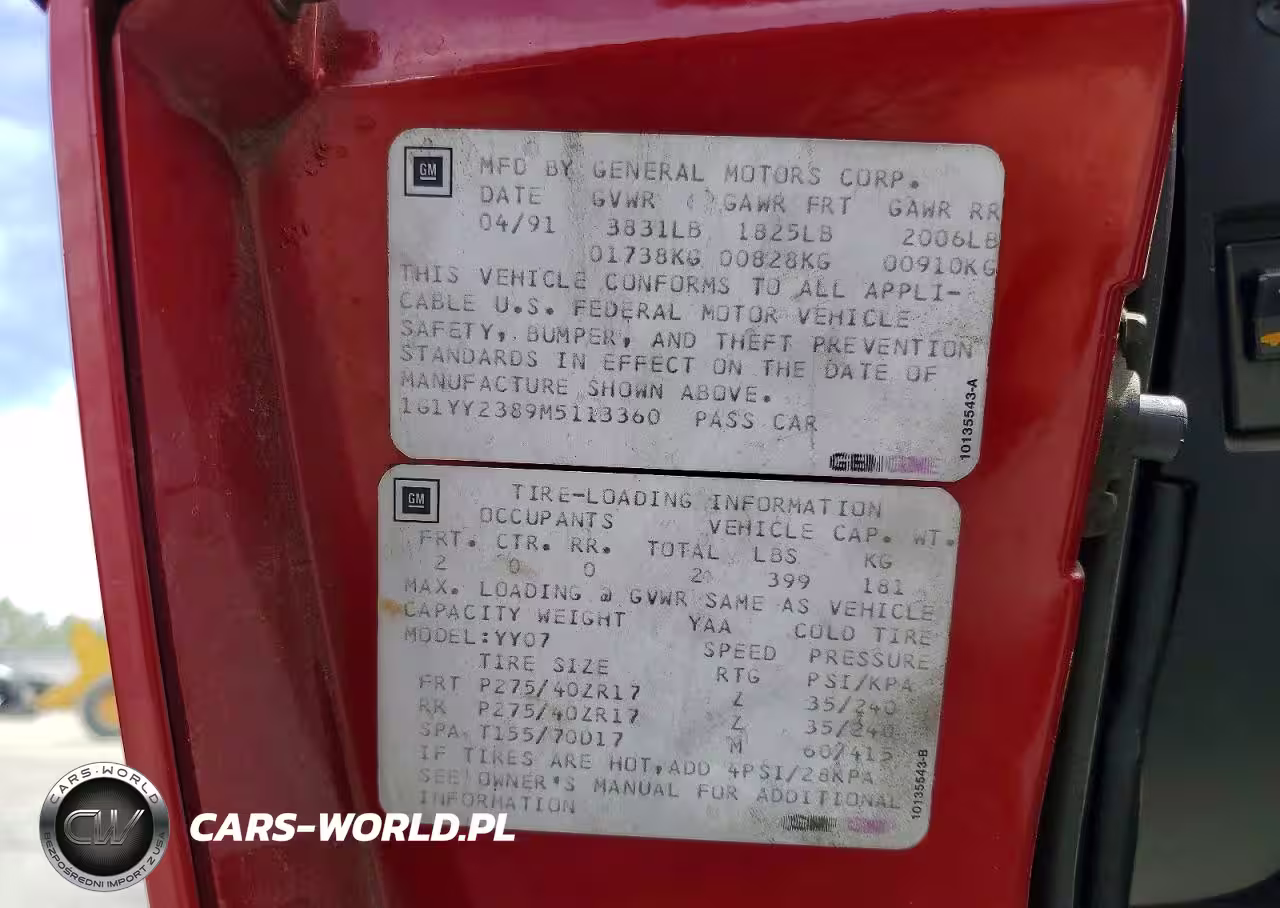 GM
MFD BY GENERAL MOTORS CORP.
DATE GVWR GAWR FRT GAWR RR
04/91 3831LB 1825LB 2006LB
01738KG 00828KG 00910KG
THIS VEHICLE CONFORMS TO ALL APPLI-
CABLE U.S. FEDERAL MOTOR VEHICLE
SAFETY, BUMPER, AND THEFT PREVENTION
STANDARDS IN EFFECT ON THE DATE OF
MANUFACTURE SHOWN ABOVE.
1G1YY2389M5113360 PASS CAR
10135543-A
GM
TIRE-LOADING INFORMATION
OCCUPANTS VEHICLE CAP. WT.
FRT. CTR. RR. TOTAL LBS KG
2 0 0 2 399 181
MAX. LOADING @ GVWR SAME AS VEHICLE
CAPACITY WEIGHT YAA COLD TIRE
MODEL:YY07 SPEED PRESSURE
TIRE SIZE RTG PSI/KPA
FRT P275/40ZR17 Z 35/240
RR P275/40ZR17 Z 35/240
SPA T155/70D17 M 60/415
IF TIRES ARE HOT,ADD 4PSI/28KPA
SEE OWNER'S MANUAL FOR ADDITIONAL
INFORMATION
10135543-B
CARS-WORLD
CW
BEZPOŚREDNI IMPORT Z USA
CARS-WORLD.PL